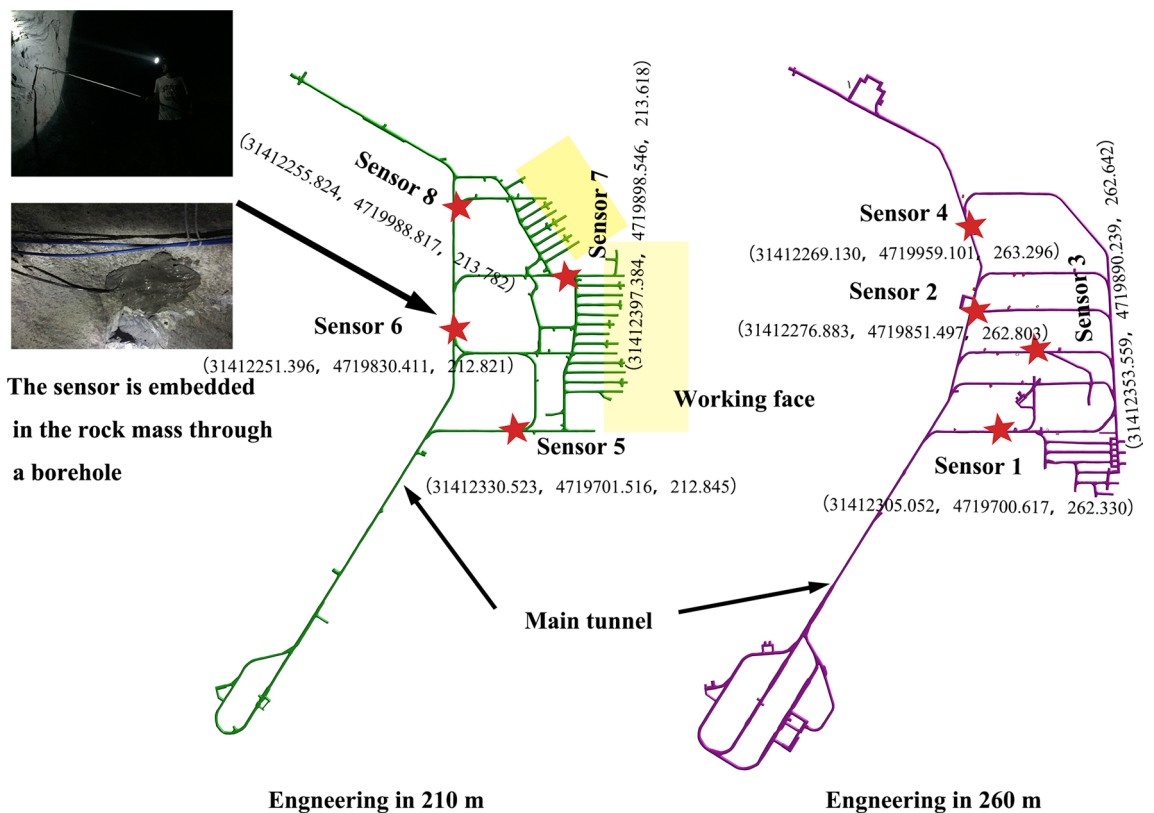 Sensor 8
(31412255.824, 4719988.817, 213.782)
Sensor 7
(31412397.384, 4719898.546, 213.618)
Sensor 6
(31412251.396, 4719830.411, 212.821)
The sensor is embedded
in the rock mass through
a borehole
Working face
Sensor 5
(31412330.523, 4719701.516, 212.845)
Sensor 4
(31412269.130, 4719959.101, 263.296)
Sensor 2
(31412276.883, 4719851.497, 262.803)
Sensor 3
(31412353.559, 4719890.239, 262.642)
Sensor 1
(31412305.052, 4719700.617, 262.330)
Main tunnel
Engneering in 210 m
Engneering in 260 m